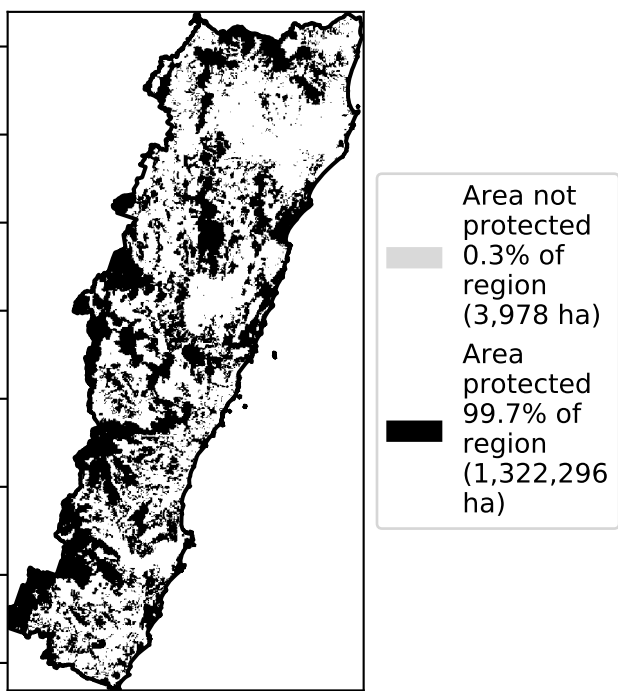 Area not
protected
0.3% of
region
(3,978 ha)
Area
protected
99.7% of
region
(1,322,296
ha)